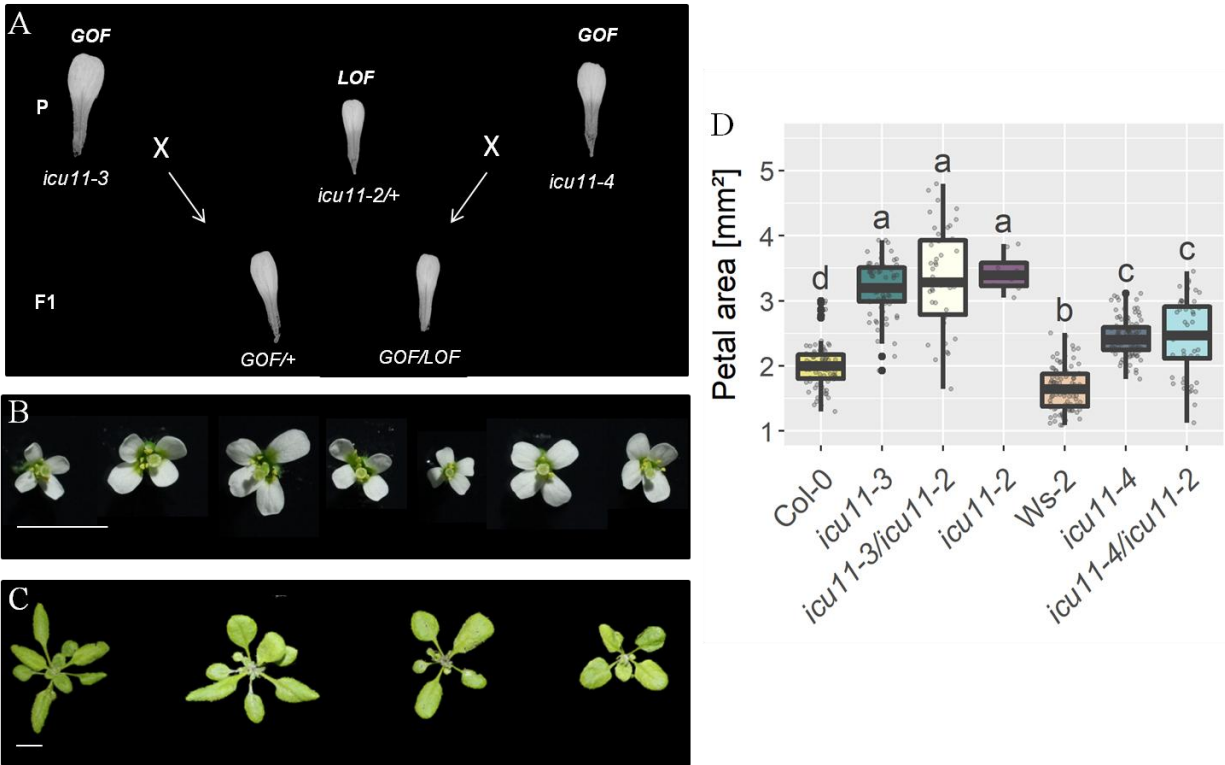 A
GOF
GOF
LOF
P
X
X
icu11-3
icu11-2/+
icu11-4
F1
GOF/+
GOF/LOF
B
C
D
Petal area [mm²]
5
4
3
2
1
d
a
a
a
b
c
c
Col-0
icu11-3
icu11-3/icu11-2
icu11-2
Ws-2
icu11-4
icu11-4/icu11-2